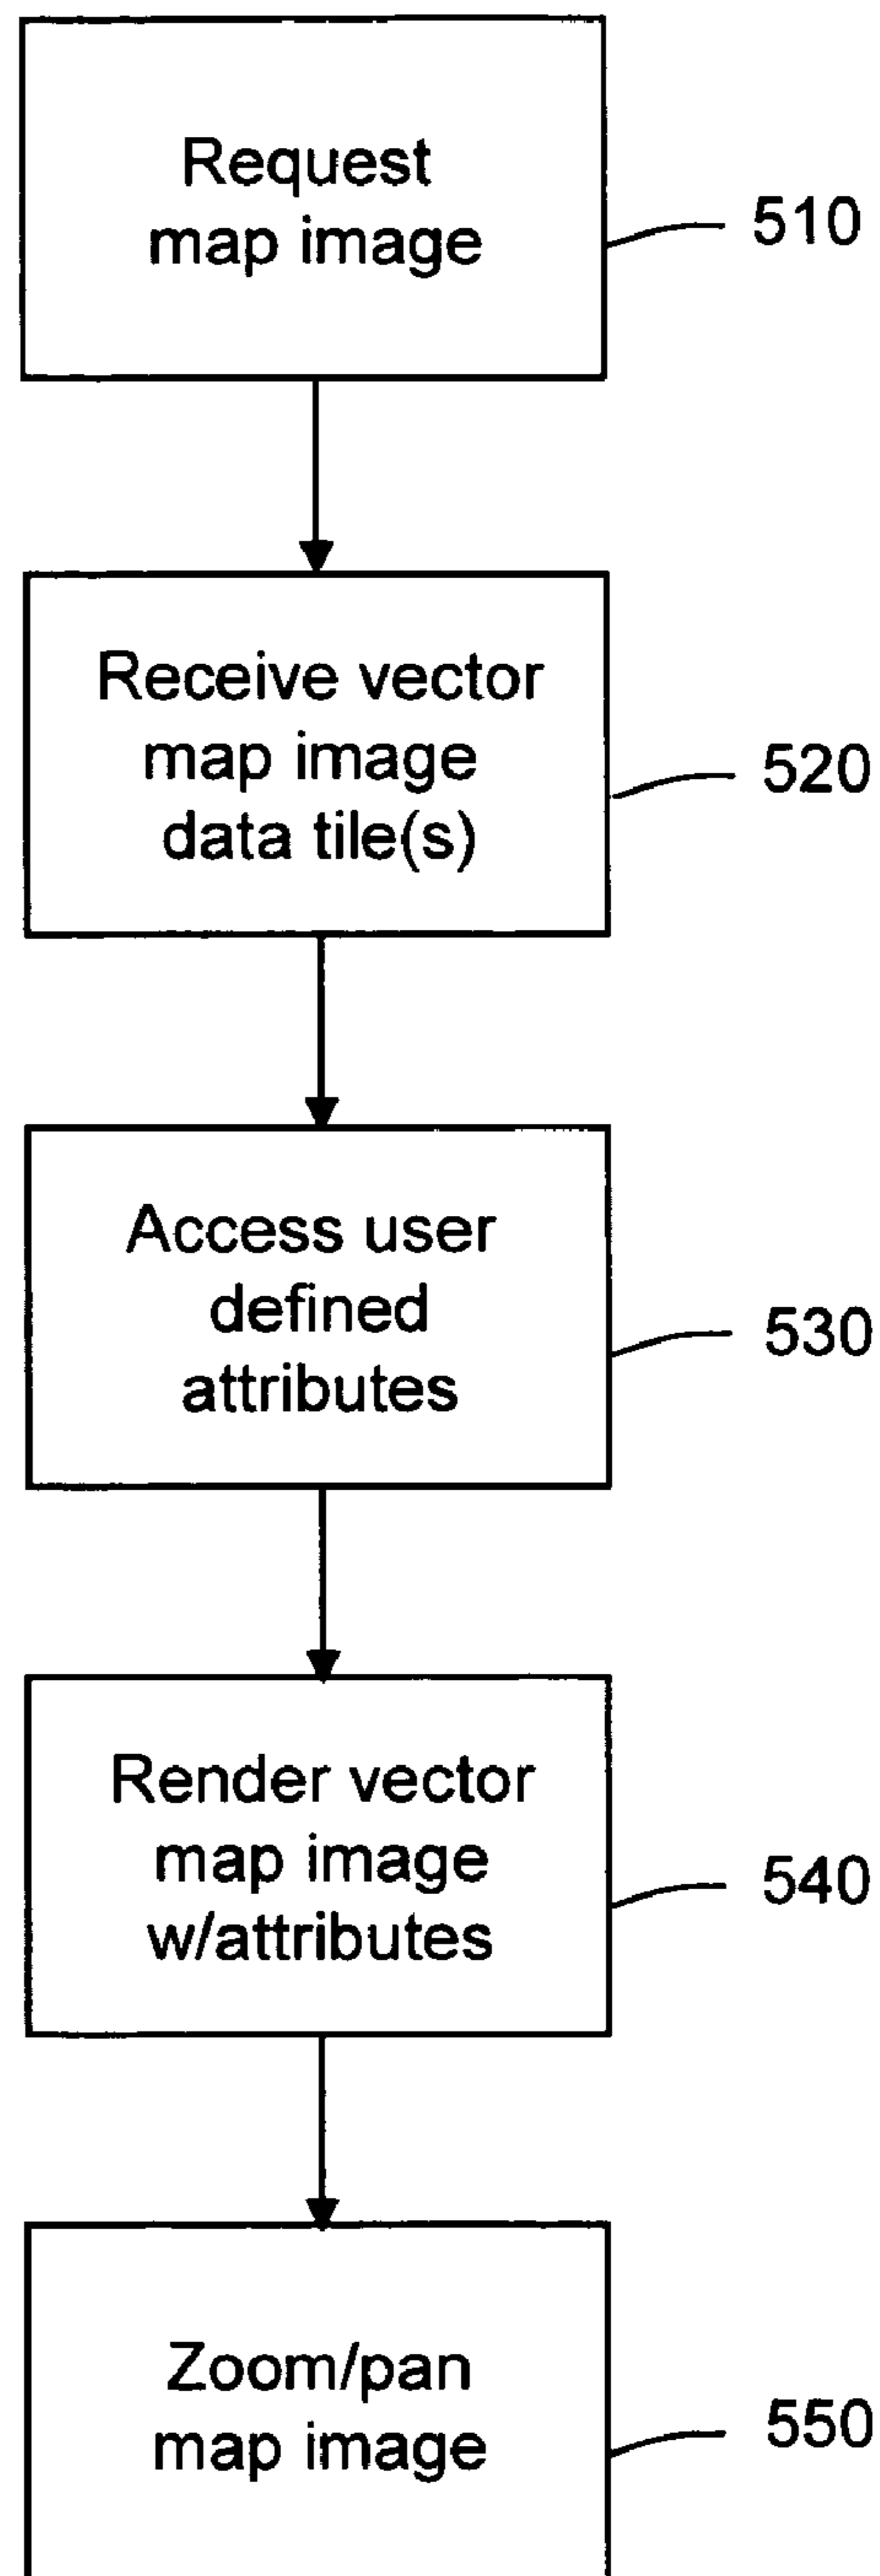 Request
map image
510
Receive vector
map image
data tile(s)
520
Access user
defined
attributes
530
Render vector
map image
w/attributes
540
Zoom/pan
map image
550